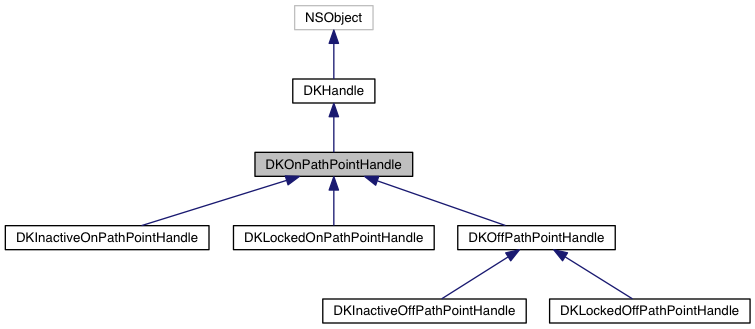 NSObject
DKHandle
DKOnPathPointHandle
DKInactiveOnPathPointHandle
DKLockedOnPathPointHandle
DKOffPathPointHandle
DKInactiveOffPathPointHandle
DKLockedOffPathPointHandle